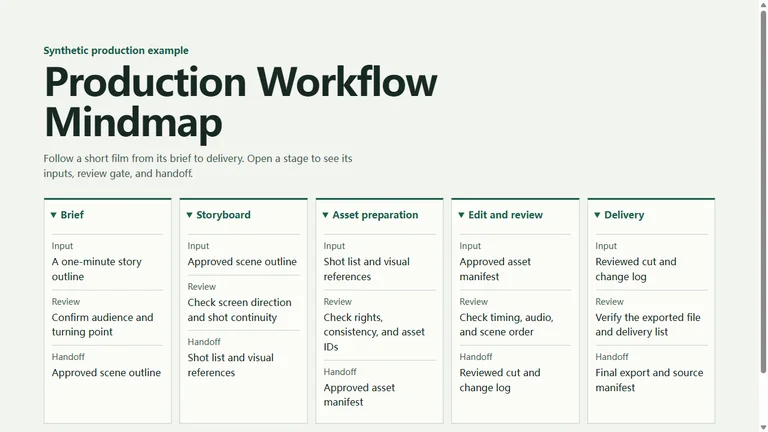 Synthetic production example
Production Workflow
Mindmap
Follow a short film from its brief to delivery. Open a stage to see its
inputs, review gate, and handoff.
Brief
Input
A one-minute story
outline
Review
Confirm audience and
turning point
Handoff
Approved scene outline
Storyboard
Input
Approved scene outline
Review
Check screen direction
and shot continuity
Handoff
Shot list and visual
references
Asset preparation
Input
Shot list and visual
references
Review
Check rights,
consistency, and asset
IDs
Handoff
Approved asset
manifest
Edit and review
Input
Approved asset
manifest
Review
Check timing, audio,
and scene order
Handoff
Reviewed cut and
change log
Delivery
Input
Reviewed cut and
change log
Review
Verify the exported file
and delivery list
Handoff
Final export and source
manifest